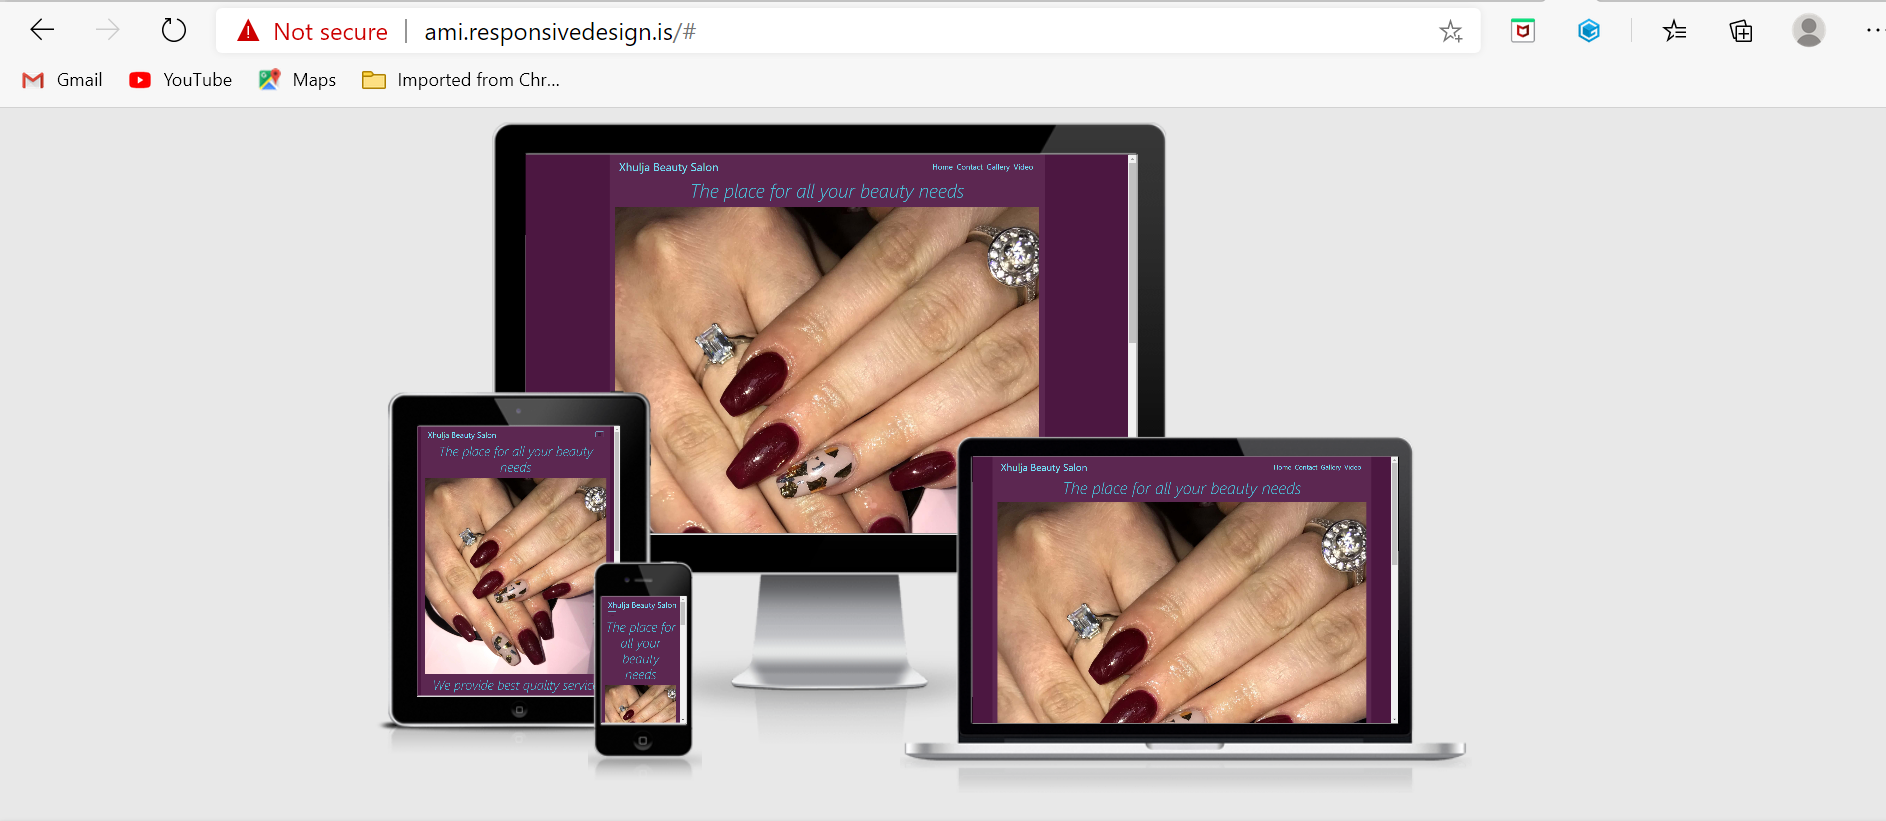 Not secure | ami.responsivedesign.is/#
Gmail YouTube Maps Imported from Chr...
Xhulja Beauty Salon Home Contact Gallery Video
The place for all your beauty needs
Xhulja Beauty Salon
The place for all your beauty
needs
We provide best quality servic
Xhulja Beauty Salon
The place for
all your
beauty
needs
Xhulja Beauty Salon Home Contact Gallery Video
The place for all your beauty needs